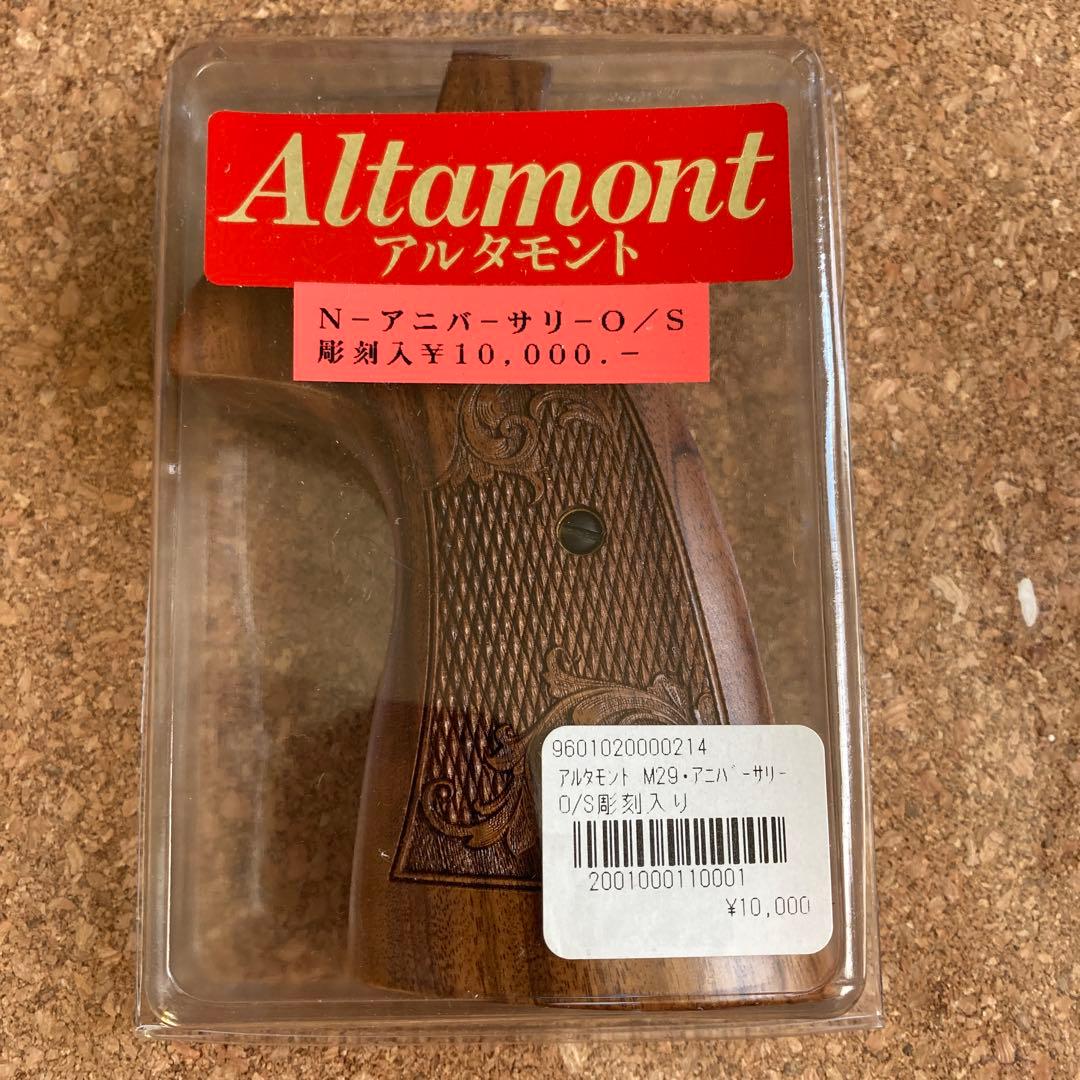 Altamont
アルタモント
N-アニバ-サリ-O/S
彫刻入¥10,000.-
9601020000214
ｱﾙﾀﾓﾝﾄ M29･ｱﾆﾊﾞｰｻﾘｰ
O/S彫刻入り
2001000110001
¥10,000